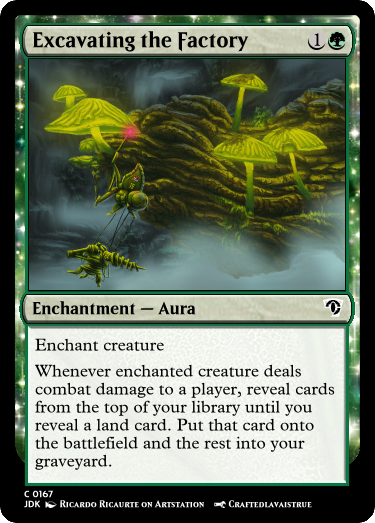 Excavating the Factory 1
Enchantment — Aura
Enchant creature
Whenever enchanted creature deals
combat damage to a player, reveal cards
from the top of your library until you
reveal a land card. Put that card onto
the battlefield and the rest into your
graveyard.
C 0167
JDK Ricardo Ricaurte on Artstation Craftedlavaistrue